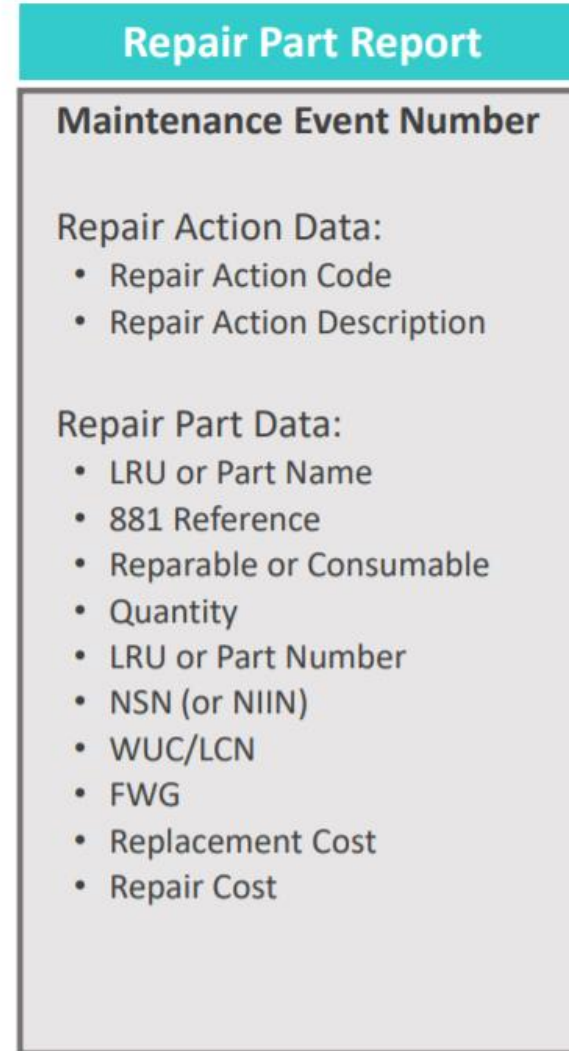 Repair Part Report
Maintenance Event Number
Repair Action Data:
• Repair Action Code
• Repair Action Description
Repair Part Data:
• LRU or Part Name
• 881 Reference
• Reparable or Consumable
• Quantity
• LRU or Part Number
• NSN (or NIIN)
• WUC/LCN
• FWG
• Replacement Cost
• Repair Cost